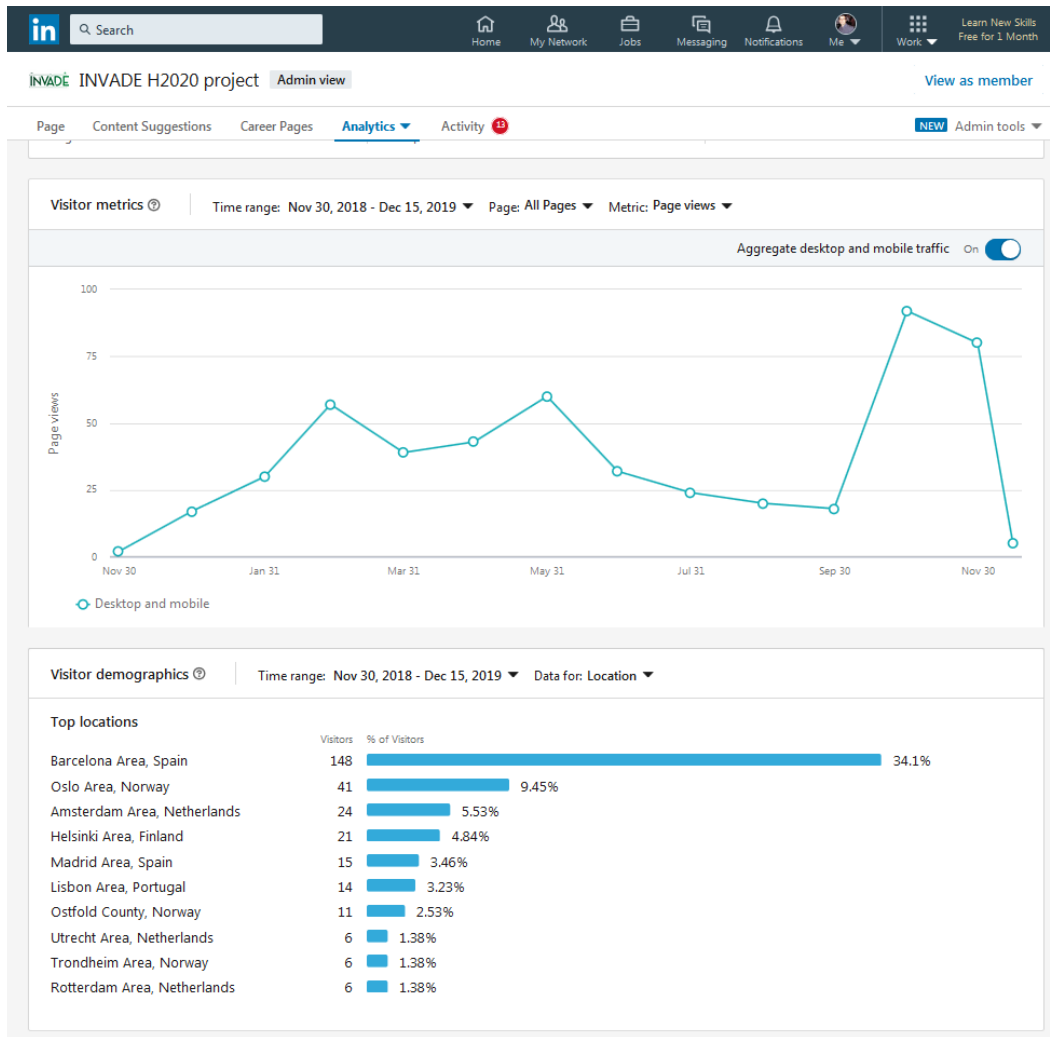 in Search Home My Network Jobs Messaging Notifications Me Work Learn New Skills
Free for 1 Month
INVADE INVADE H2020 project Admin view View as member
Page Content Suggestions Career Pages Analytics Activity 13 NEW Admin tools
Visitor metrics Time range: Nov 30, 2018 - Dec 15, 2019 Page: All Pages Metric: Page views
Aggregate desktop and mobile traffic On
100
75
50
25
0
Page views
Nov 30 Jan 31 Mar 31 May 31 Jul 31 Sep 30 Nov 30
Desktop and mobile
Visitor demographics Time range: Nov 30, 2018 - Dec 15, 2019 Data for: Location
Top locations
Visitors % of Visitors
Barcelona Area, Spain 148 34.1%
Oslo Area, Norway 41 9.45%
Amsterdam Area, Netherlands 24 5.53%
Helsinki Area, Finland 21 4.84%
Madrid Area, Spain 15 3.46%
Lisbon Area, Portugal 14 3.23%
Ostfold County, Norway 11 2.53%
Utrecht Area, Netherlands 6 1.38%
Trondheim Area, Norway 6 1.38%
Rotterdam Area, Netherlands 6 1.38%